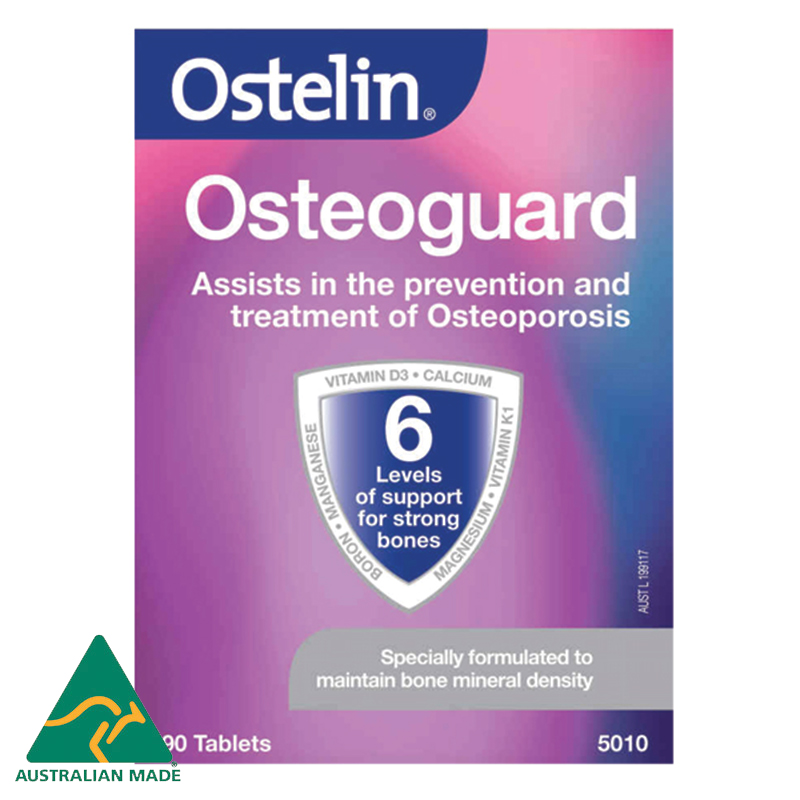 Ostelin®
Osteoguard
Assists in the prevention and
treatment of Osteoporosis
VITAMIN D3 • CALCIUM
MAGNESIUM • VITAMIN K1
BORON • MANGANESE
6
Levels
of support
for strong
bones
AUST L 199117
Specially formulated to
maintain bone mineral density
90 Tablets
5010
AUSTRALIAN MADE
®